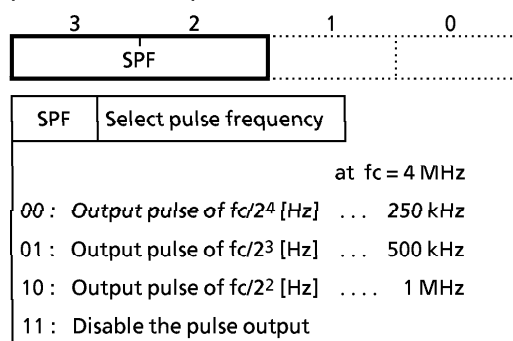 3 2 1 0
SPF
SPF Select pulse frequency
at fc = 4 MHz
00 : Output pulse of fc/2⁴ [Hz] ... 250 kHz
01 : Output pulse of fc/2³ [Hz] ... 500 kHz
10 : Output pulse of fc/2² [Hz] .... 1 MHz
11 : Disable the pulse output